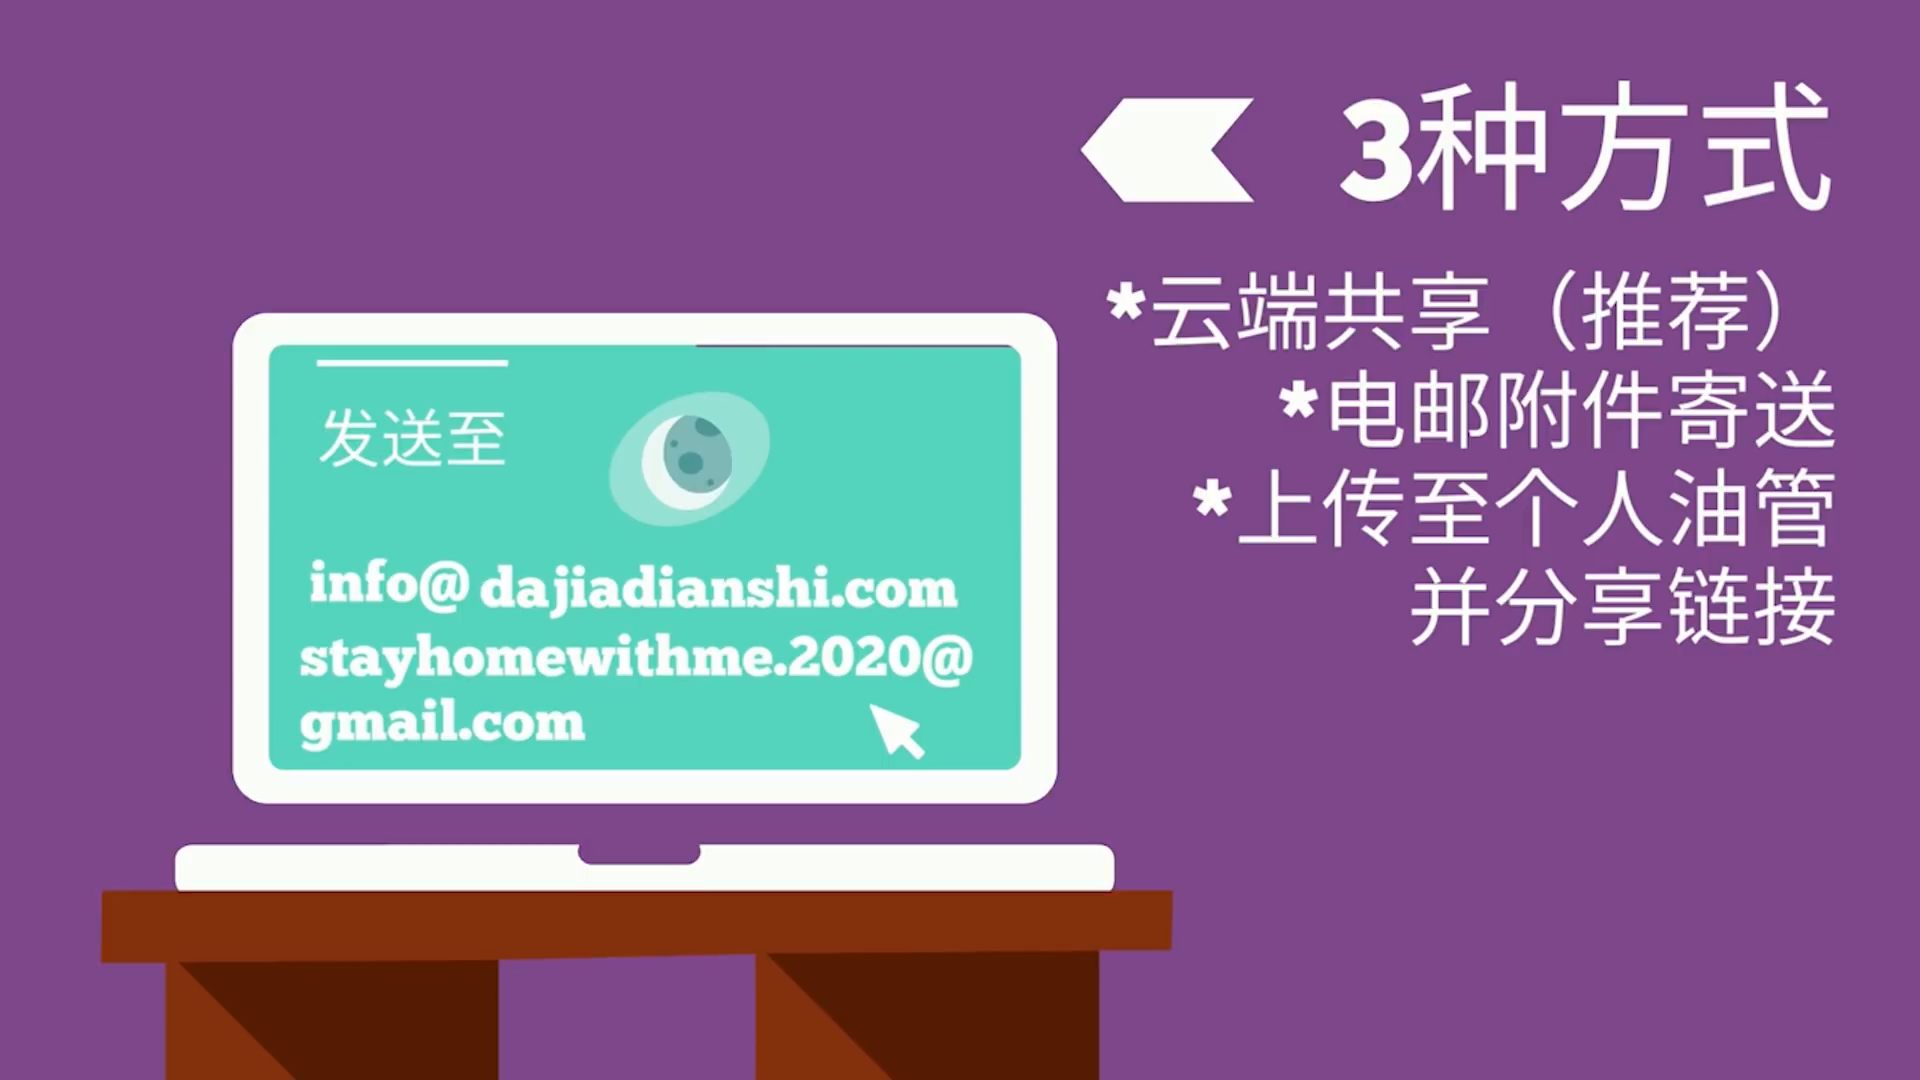 3种方式
*云端共享（推荐）
*电邮附件寄送
*上传至个人油管
并分享链接
发送至
info@ dajiadianshi.com
stayhomewithme.2020@
gmail.com